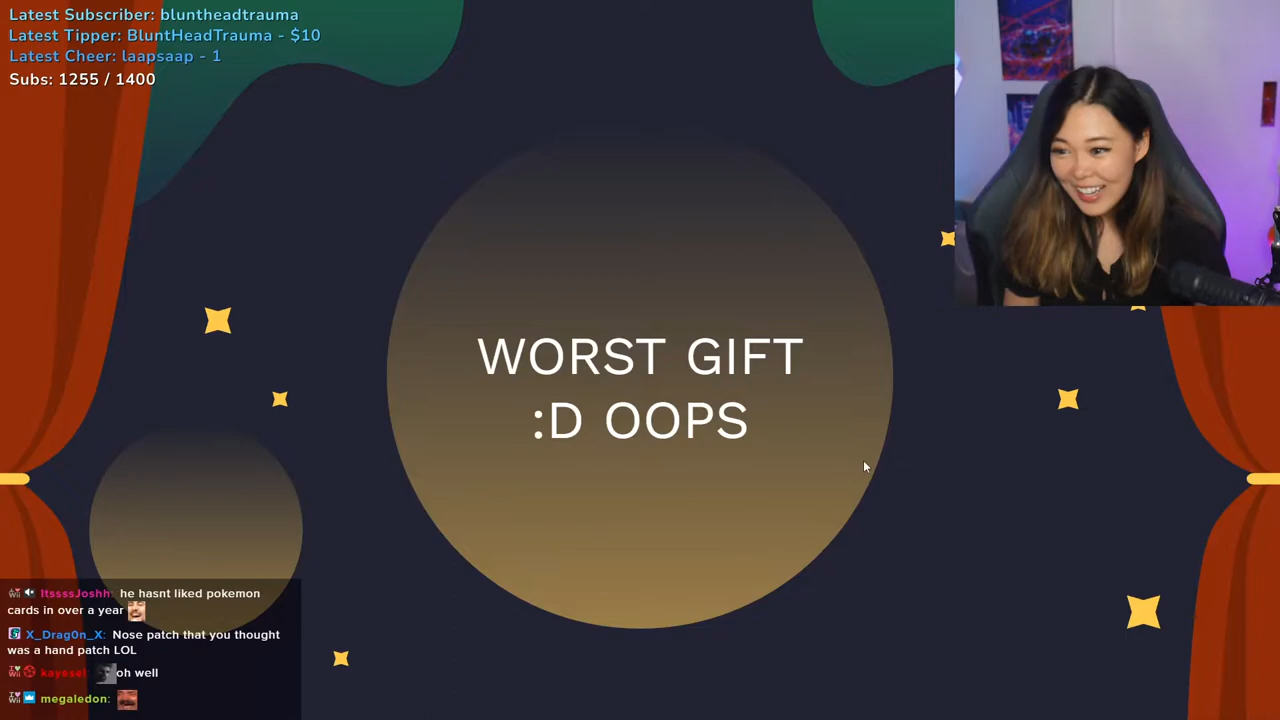 Latest Subscriber: bluntheadtrauma
Latest Tipper: BluntHeadTrauma - $10
Latest Cheer: laapsaap - 1
Subs: 1255 / 1400
WORST GIFT
:D OOPS
ItssssJoshh: he hasnt liked pokemon
cards in over a year
X_Drag0n_X: Nose patch that you thought
was a hand patch LOL
kayesel: oh well
megaledon: